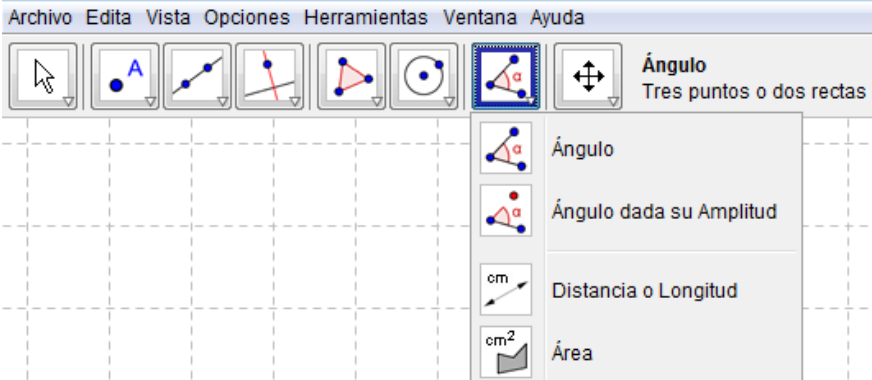 Archivo Edita Vista Opciones Herramientas Ventana Ayuda
A
α
Ángulo
Tres puntos o dos rectas
α
Ángulo
α
Ángulo dada su Amplitud
cm
Distancia o Longitud
cm²
Área